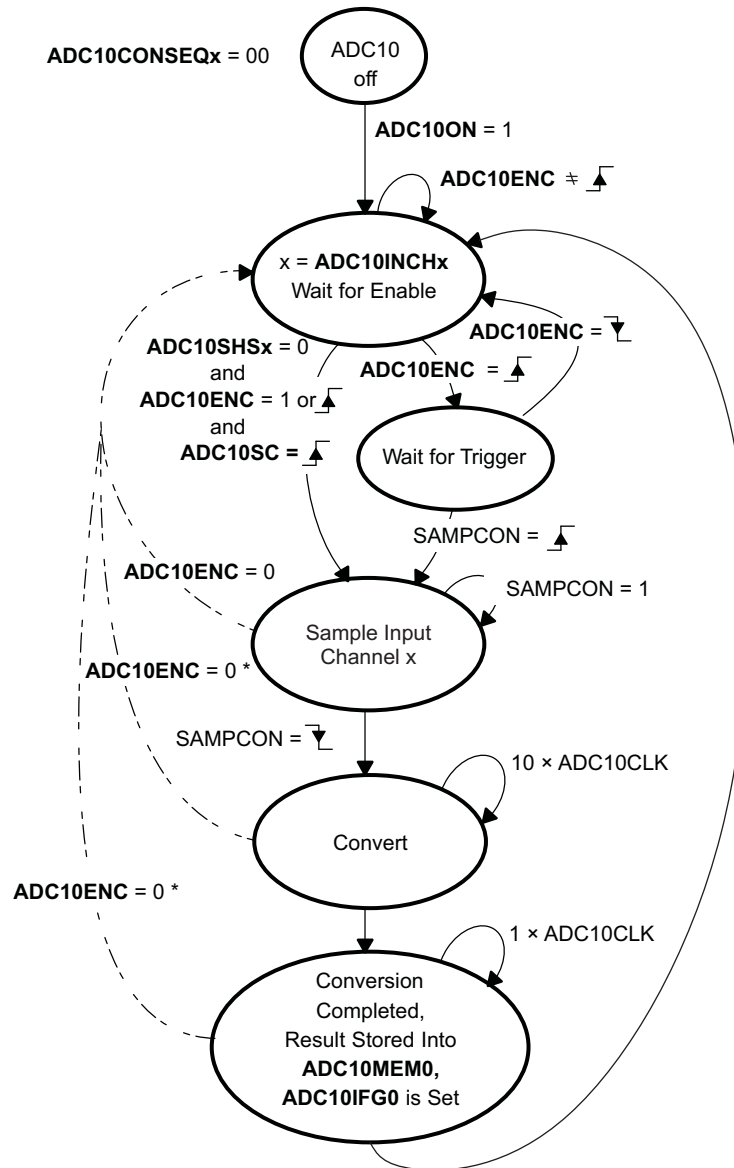 ADC10CONSEQx = 00
ADC10
off
ADC10ON = 1
ADC10ENC ≠
x = ADC10INCHx
Wait for Enable
ADC10SHSx = 0
and
ADC10ENC = 1 or
and
ADC10SC =
ADC10ENC =
ADC10ENC =
Wait for Trigger
SAMPCON =
ADC10ENC = 0
SAMPCON = 1
Sample Input
Channel x
ADC10ENC = 0 *
SAMPCON =
10 × ADC10CLK
Convert
ADC10ENC = 0 *
1 × ADC10CLK
Conversion
Completed,
Result Stored Into
ADC10MEM0,
ADC10IFG0 is Set